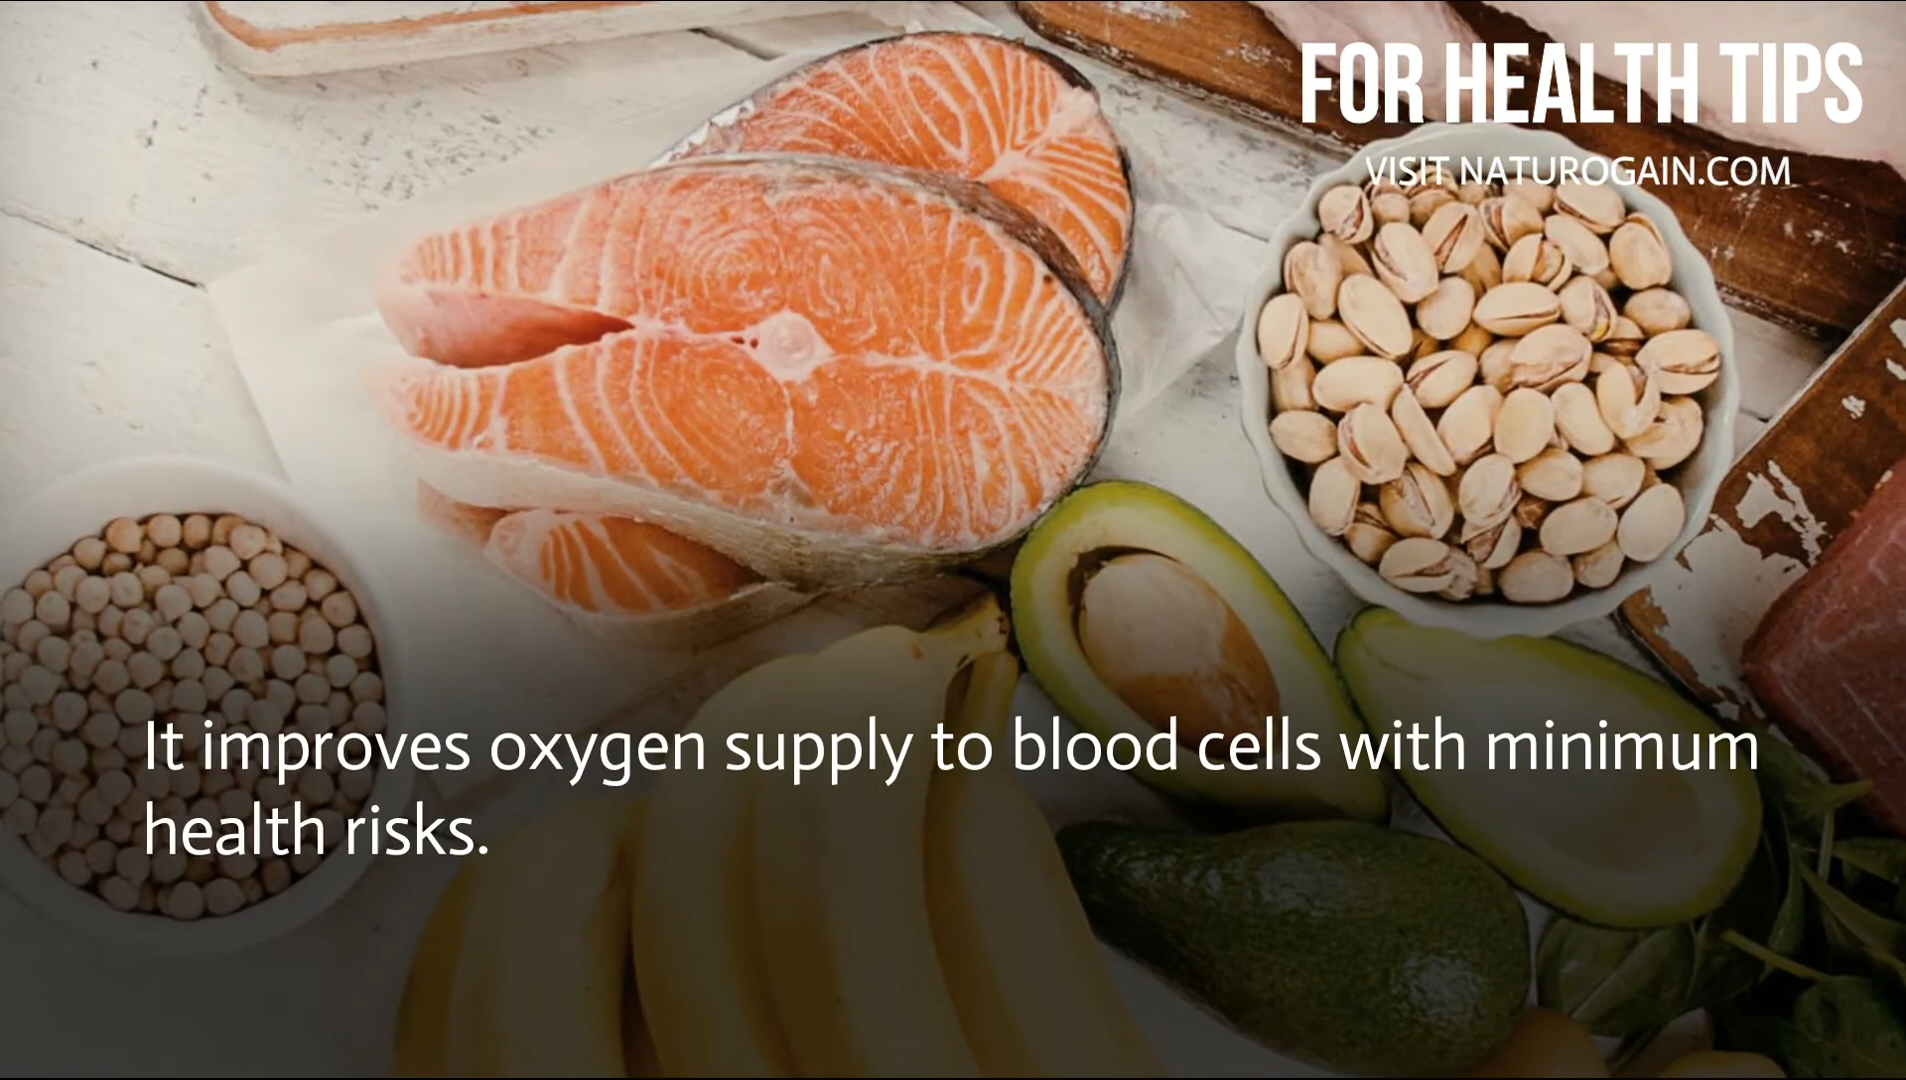 FOR HEALTH TIPS
VISIT NATUROGAIN.COM
It improves oxygen supply to blood cells with minimum
health risks.